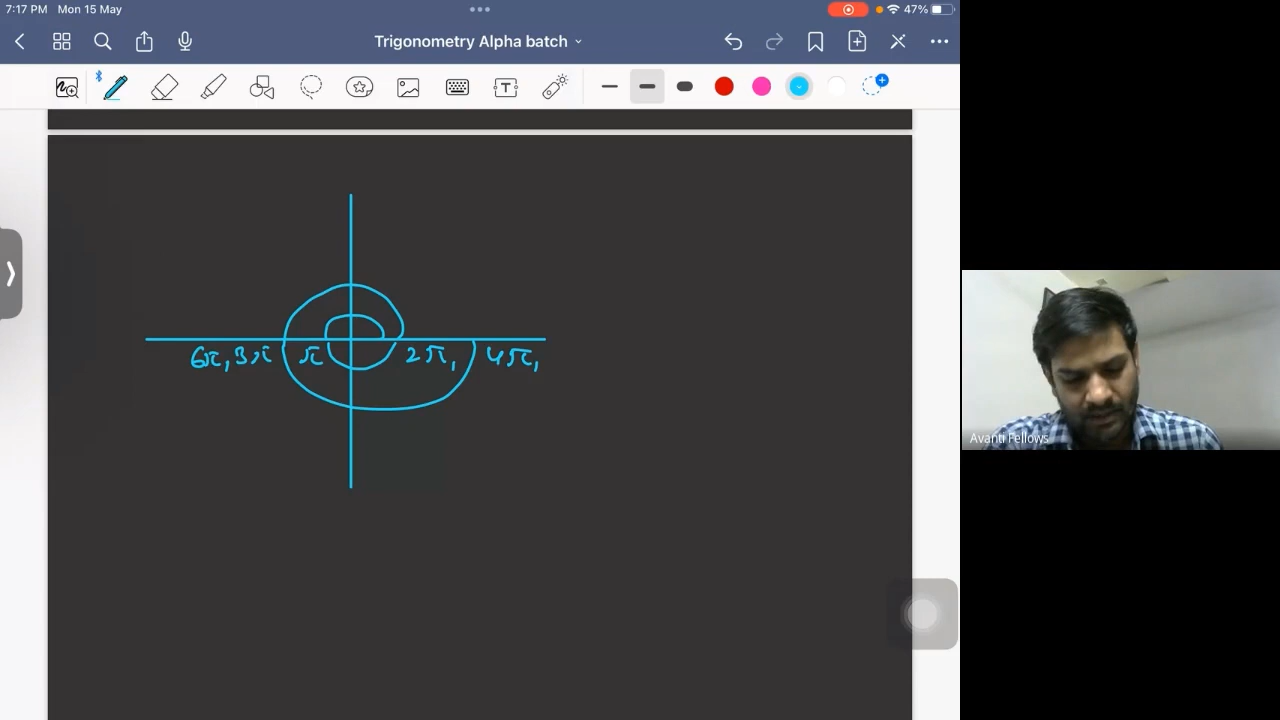 7:17 PM Mon 15 May
47%
Trigonometry Alpha batch
T
6π, 3π π 2π, 4π,
Avanti Fellows